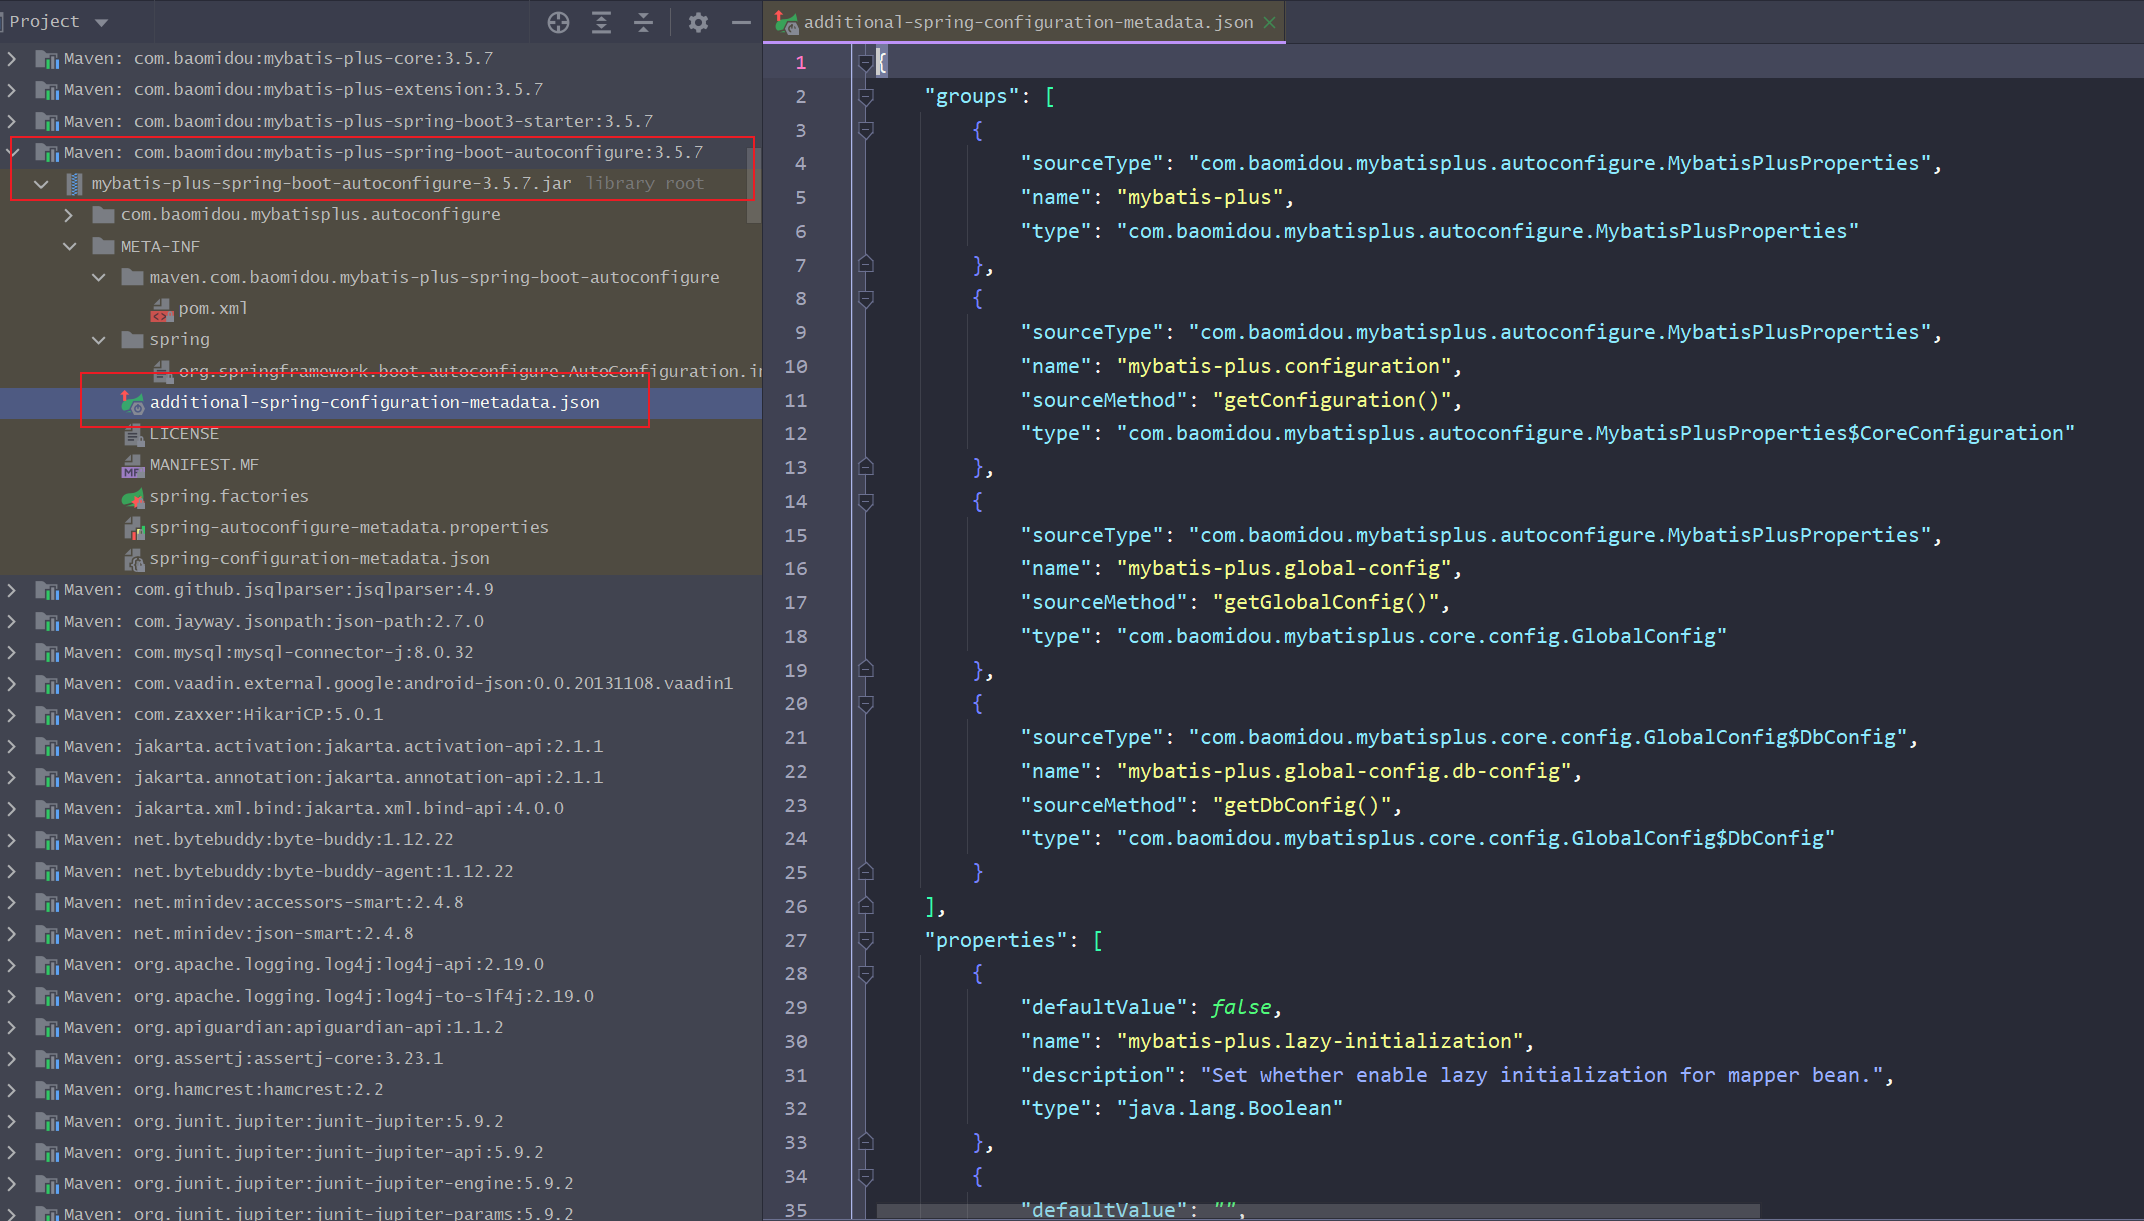 Project
Maven: com.baomidou:mybatis-plus-core:3.5.7
Maven: com.baomidou:mybatis-plus-extension:3.5.7
Maven: com.baomidou:mybatis-plus-spring-boot3-starter:3.5.7
Maven: com.baomidou:mybatis-plus-spring-boot-autoconfigure:3.5.7
mybatis-plus-spring-boot-autoconfigure-3.5.7.jar library root
com.baomidou.mybatisplus.autoconfigure
META-INF
maven.com.baomidou.mybatis-plus-spring-boot-autoconfigure
pom.xml
spring
org.springframework.boot.autoconfigure.AutoConfiguration.
additional-spring-configuration-metadata.json
LICENSE
MANIFEST.MF
spring.factories
spring-autoconfigure-metadata.properties
spring-configuration-metadata.json
Maven: com.github.jsqlparser:jsqlparser:4.9
Maven: com.jayway.jsonpath:json-path:2.7.0
Maven: com.mysql:mysql-connector-j:8.0.32
Maven: com.vaadin.external.google:android-json:0.0.20131108.vaadin1
Maven: com.zaxxer:HikariCP:5.0.1
Maven: jakarta.activation:jakarta.activation-api:2.1.1
Maven: jakarta.annotation:jakarta.annotation-api:2.1.1
Maven: jakarta.xml.bind:jakarta.xml.bind-api:4.0.0
Maven: net.bytebuddy:byte-buddy:1.12.22
Maven: net.bytebuddy:byte-buddy-agent:1.12.22
Maven: net.minidev:accessors-smart:2.4.8
Maven: net.minidev:json-smart:2.4.8
Maven: org.apache.logging.log4j:log4j-api:2.19.0
Maven: org.apache.logging.log4j:log4j-to-slf4j:2.19.0
Maven: org.apiguardian:apiguardian-api:1.1.2
Maven: org.assertj:assertj-core:3.23.1
Maven: org.hamcrest:hamcrest:2.2
Maven: org.junit.jupiter:junit-jupiter:5.9.2
Maven: org.junit.jupiter:junit-jupiter-api:5.9.2
Maven: org.junit.jupiter:junit-jupiter-engine:5.9.2
Maven: org.junit.jupiter:junit-jupiter-params:5.9.2
additional-spring-configuration-metadata.json
1 {
2 "groups": [
3 {
4 "sourceType": "com.baomidou.mybatisplus.autoconfigure.MybatisPlusProperties",
5 "name": "mybatis-plus",
6 "type": "com.baomidou.mybatisplus.autoconfigure.MybatisPlusProperties"
7 },
8 {
9 "sourceType": "com.baomidou.mybatisplus.autoconfigure.MybatisPlusProperties",
10 "name": "mybatis-plus.configuration",
11 "sourceMethod": "getConfiguration()",
12 "type": "com.baomidou.mybatisplus.autoconfigure.MybatisPlusProperties$CoreConfiguration"
13 },
14 {
15 "sourceType": "com.baomidou.mybatisplus.autoconfigure.MybatisPlusProperties",
16 "name": "mybatis-plus.global-config",
17 "sourceMethod": "getGlobalConfig()",
18 "type": "com.baomidou.mybatisplus.core.config.GlobalConfig"
19 },
20 {
21 "sourceType": "com.baomidou.mybatisplus.core.config.GlobalConfig$DbConfig",
22 "name": "mybatis-plus.global-config.db-config",
23 "sourceMethod": "getDbConfig()",
24 "type": "com.baomidou.mybatisplus.core.config.GlobalConfig$DbConfig"
25 }
26 ],
27 "properties": [
28 {
29 "defaultValue": false,
30 "name": "mybatis-plus.lazy-initialization",
31 "description": "Set whether enable lazy initialization for mapper bean.",
32 "type": "java.lang.Boolean"
33 },
34 {
35 "defaultValue": "",